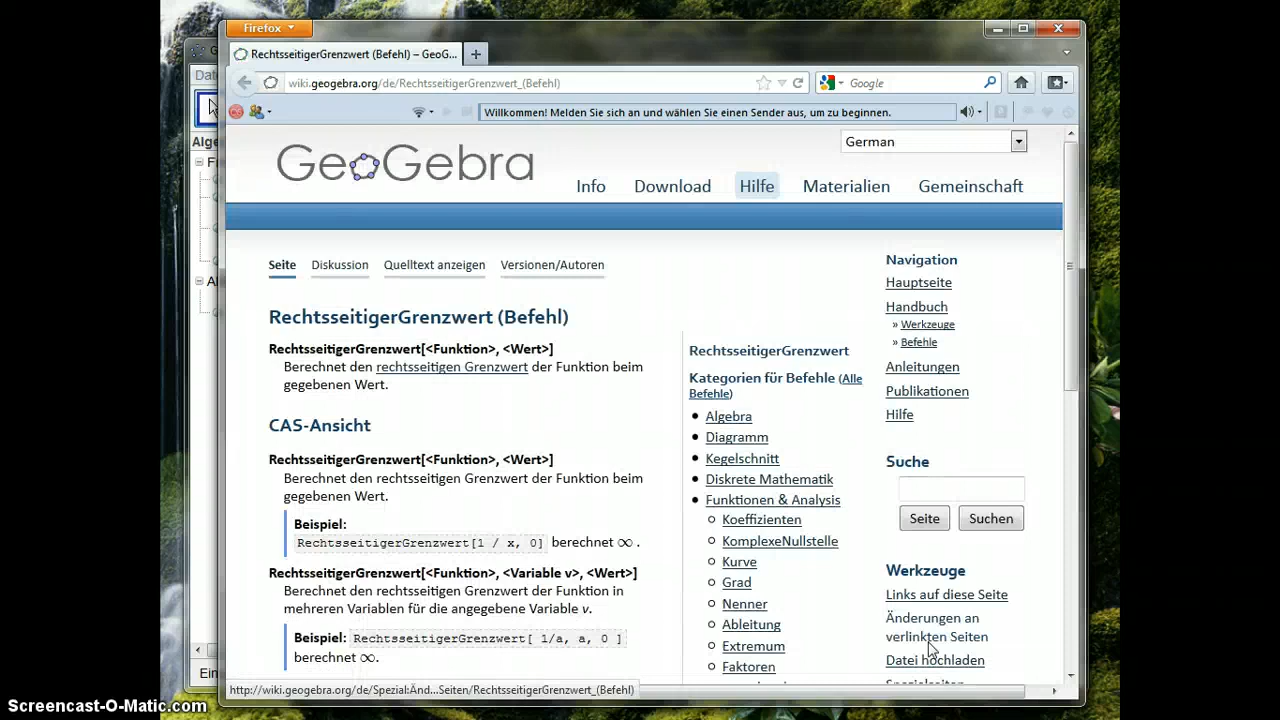 Firefox
RechtsseitigerGrenzwert (Befehl) – GeoG...
wiki.geogebra.org/de/RechtsseitigerGrenzwert_(Befehl)
Google
Willkommen! Melden Sie sich an und wählen Sie einen Sender aus, um zu beginnen.
Date
Alge
F
A
Ein
German
GeoGebra
Info Download Hilfe Materialien Gemeinschaft
Seite Diskussion Quelltext anzeigen Versionen/Autoren
RechtsseitigerGrenzwert (Befehl)
RechtsseitigerGrenzwert[<Funktion>, <Wert>]
Berechnet den rechtsseitigen Grenzwert der Funktion beim
gegebenen Wert.
CAS-Ansicht
RechtsseitigerGrenzwert[<Funktion>, <Wert>]
Berechnet den rechtsseitigen Grenzwert der Funktion beim
gegebenen Wert.
Beispiel:
RechtsseitigerGrenzwert[1 / x, 0] berechnet ∞ .
RechtsseitigerGrenzwert[<Funktion>, <Variable v>, <Wert>]
Berechnet den rechtsseitigen Grenzwert der Funktion in
mehreren Variablen für die angegebene Variable v.
Beispiel: RechtsseitigerGrenzwert[ 1/a, a, 0 ]
berechnet ∞.
RechtsseitigerGrenzwert
Kategorien für Befehle (Alle
Befehle)
Algebra
Diagramm
Kegelschnitt
Diskrete Mathematik
Funktionen & Analysis
Koeffizienten
KomplexeNullstelle
Kurve
Grad
Nenner
Ableitung
Extremum
Faktoren
Navigation
Hauptseite
Handbuch
» Werkzeuge
» Befehle
Anleitungen
Publikationen
Hilfe
Suche
Seite Suchen
Werkzeuge
Links auf diese Seite
Änderungen an
verlinkten Seiten
Datei hochladen
Spezialseiten
http://wiki.geogebra.org/de/Spezial:Änd...Seiten/RechtsseitigerGrenzwert_(Befehl)
Screencast-O-Matic.com